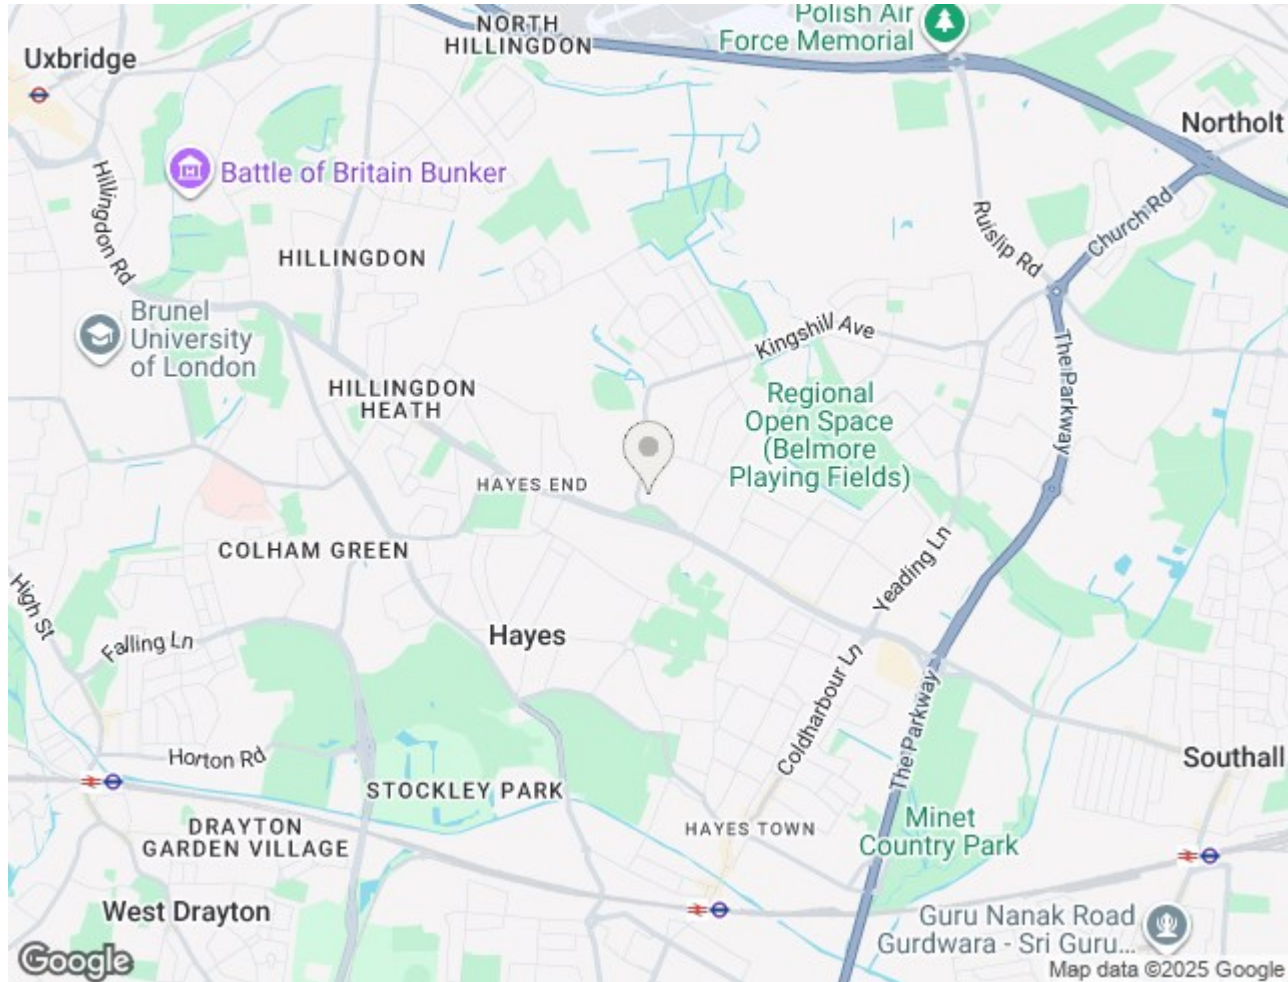 Polish Air
Force Memorial
NORTH
HILLINGDON
Uxbridge
Northolt
Battle of Britain Bunker
Hillingdon Rd
Ruislip Rd
Church Rd
HILLINGDON
Brunel
University
of London
Kingshill Ave
The Parkway
HILLINGDON
HEATH
Regional
Open Space
(Belmore
Playing Fields)
HAYES END
COLHAM GREEN
Yeading Ln
High St
Falling Ln
Hayes
Coldharbour Ln
The Parkway
Horton Rd
Southall
STOCKLEY PARK
DRAYTON
GARDEN VILLAGE
HAYES TOWN
Minet
Country Park
West Drayton
Guru Nanak Road
Gurdwara - Sri Guru...
Google
Map data ©2025 Google